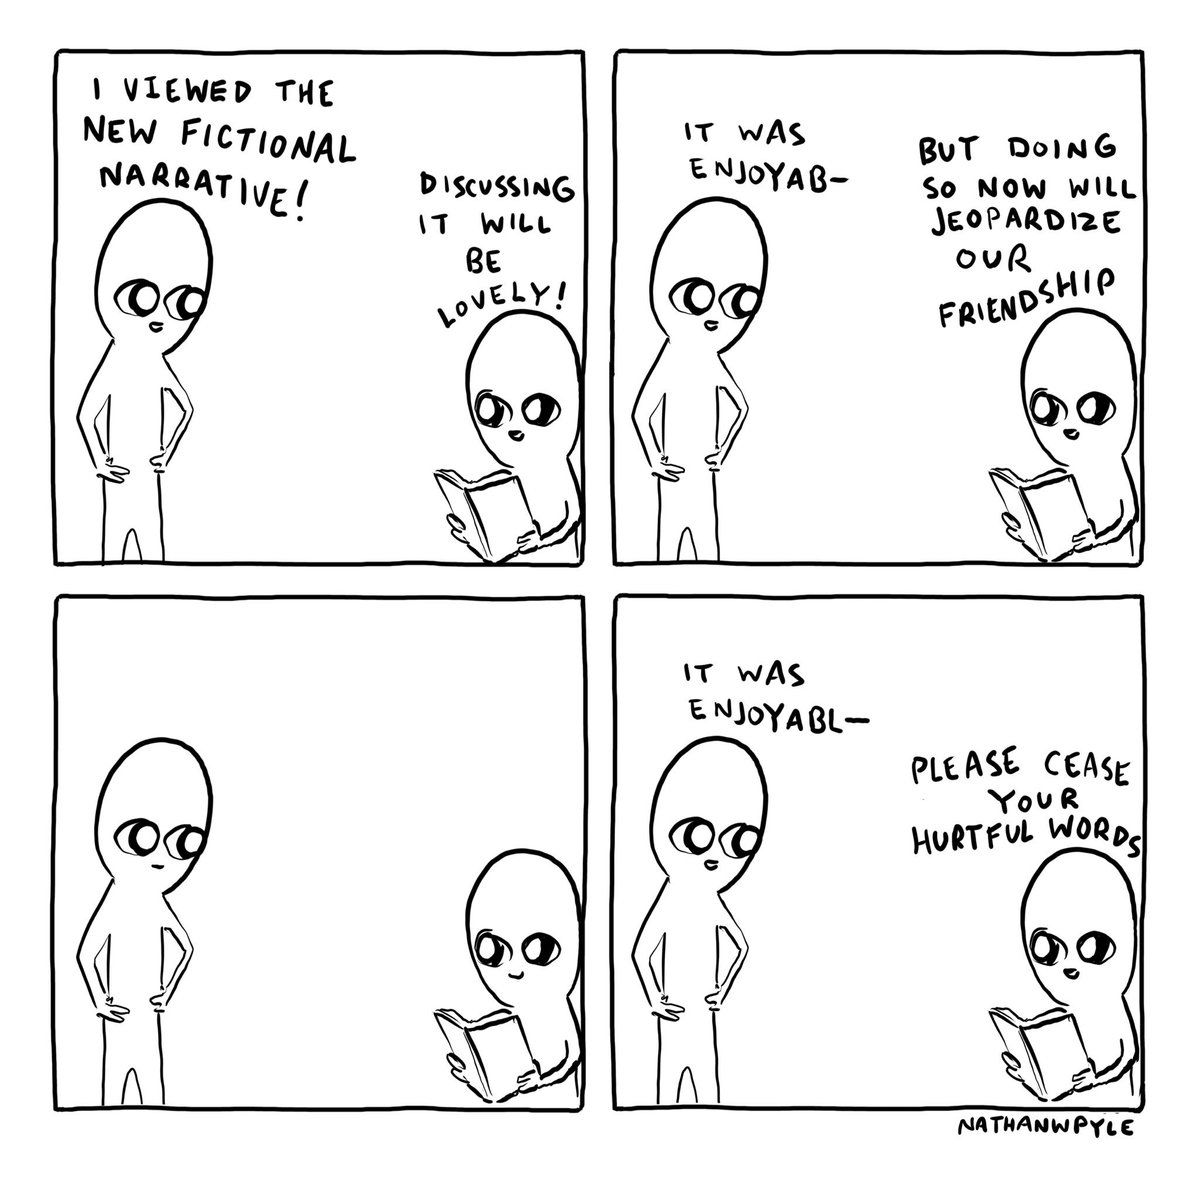 I VIEWED THE
NEW FICTIONAL
NARRATIVE!
DISCUSSING
IT WILL
BE
LOVELY!
IT WAS
ENJOYAB-
BUT DOING
SO NOW WILL
JEOPARDIZE
OUR
FRIENDSHIP
IT WAS
ENJOYABL-
PLEASE CEASE
YOUR
HURTFUL WORDS
NATHANWPYLE